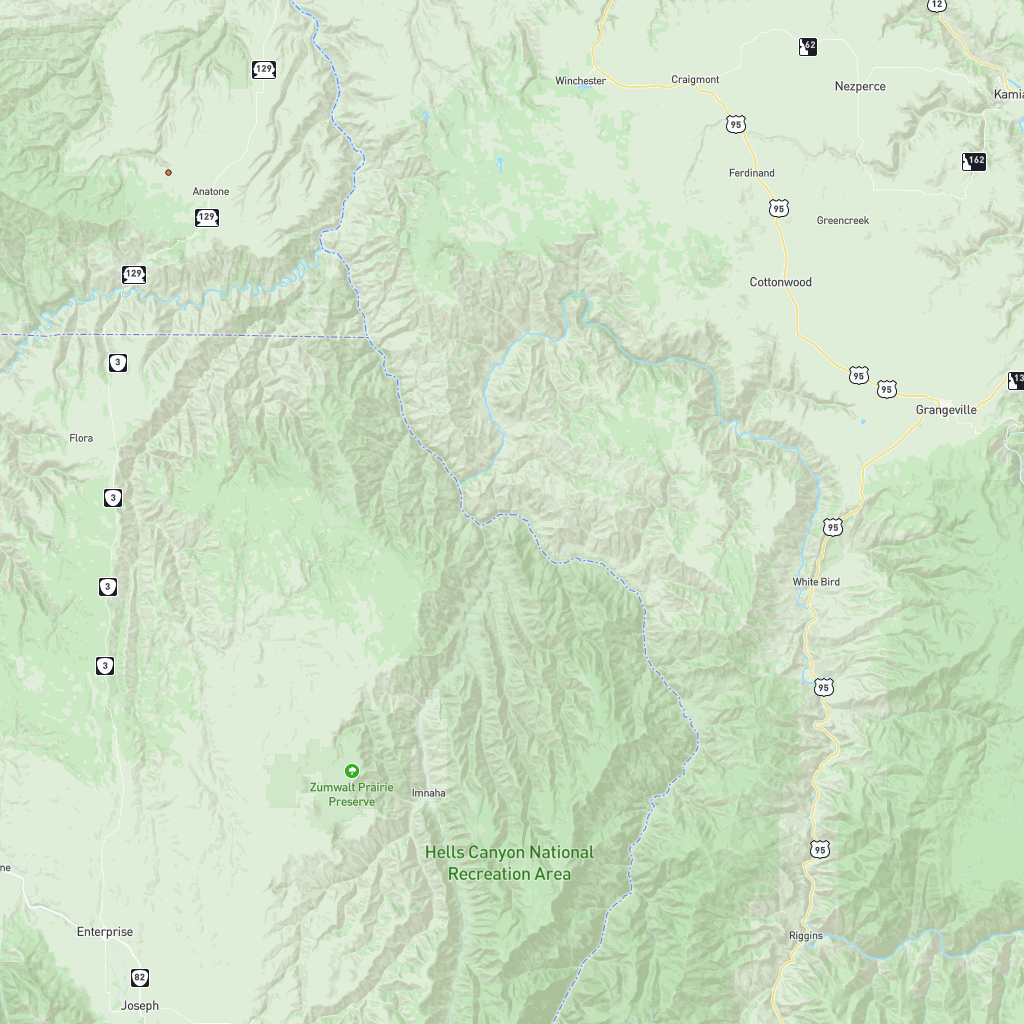 12
62
129
Winchester
Craigmont
Nezperce
Kamia
95
162
Ferdinand
Anatone
95
129
Greencreek
129
Cottonwood
3
95
13
95
Grangeville
Flora
3
95
White Bird
3
3
95
Zumwalt Prairie
Preserve
Imnaha
95
Hells Canyon National
Recreation Area
ne
Enterprise
Riggins
82
Joseph